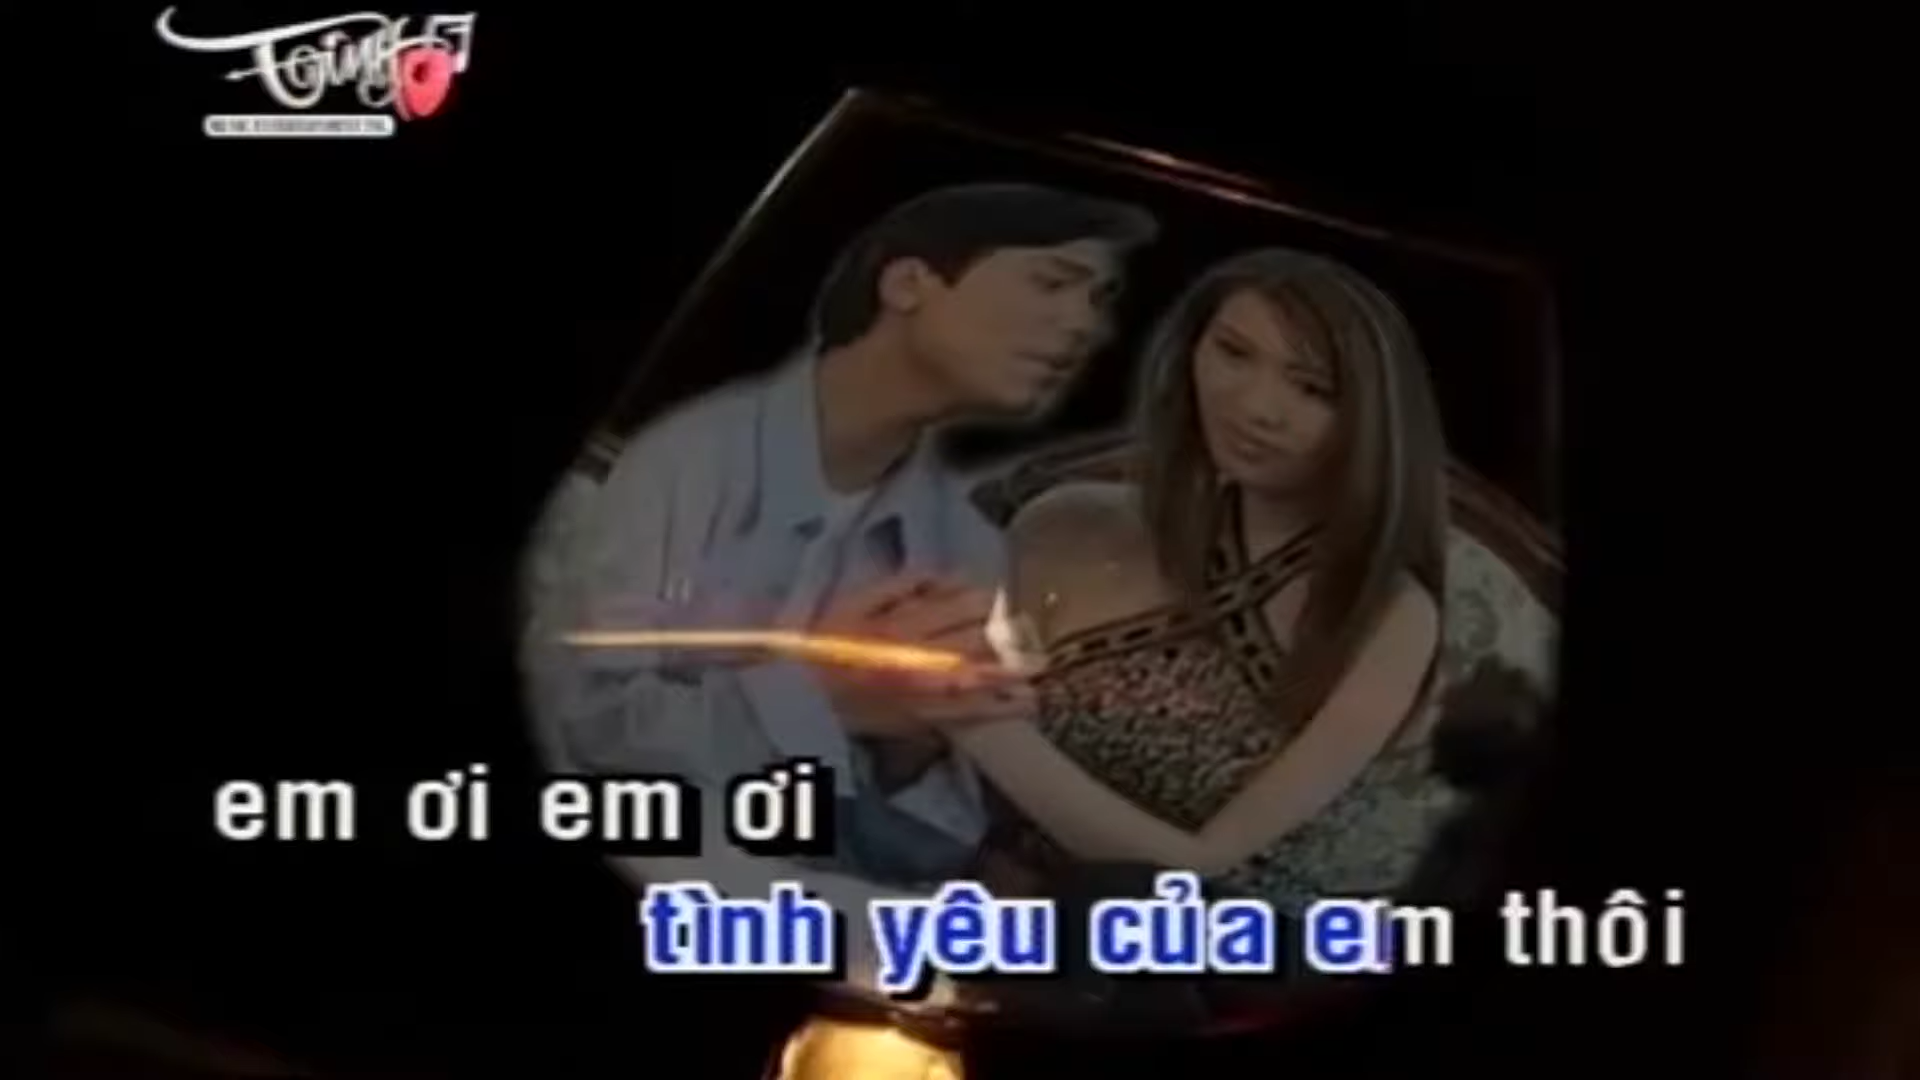 em ơi em ơi
tình yêu của em thôi